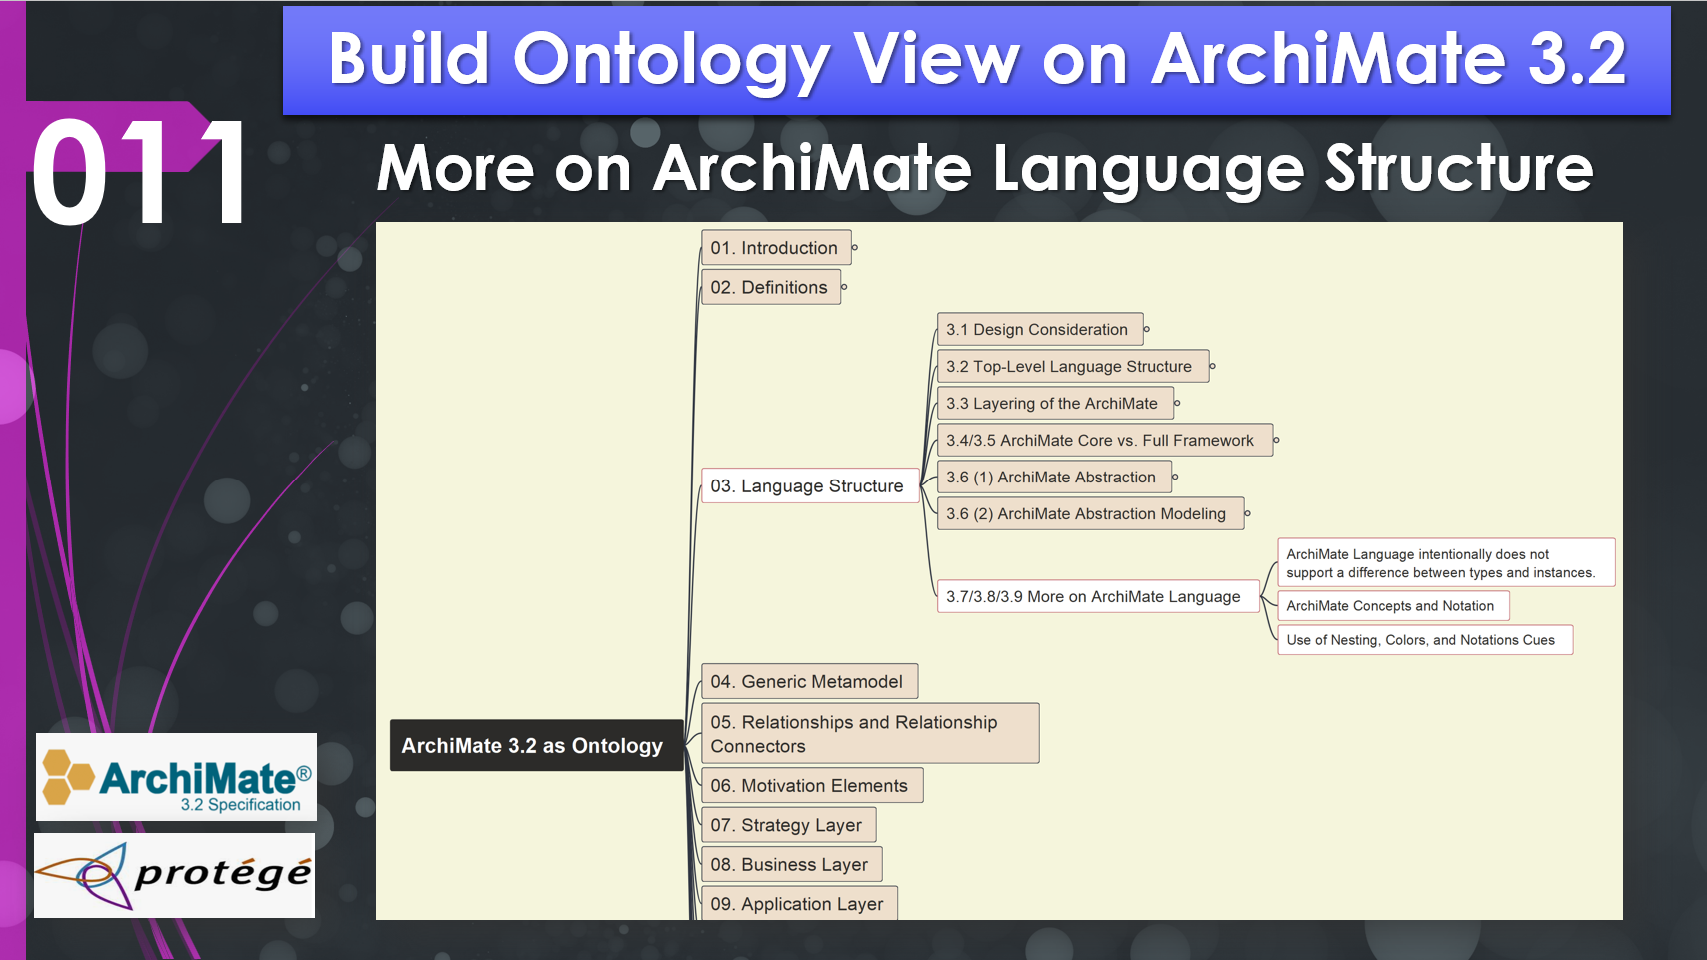 Build Ontology View on ArchiMate 3.2
011
More on ArchiMate Language Structure
01. Introduction
02. Definitions
3.1 Design Consideration
3.2 Top-Level Language Structure
3.3 Layering of the ArchiMate
3.4/3.5 ArchiMate Core vs. Full Framework
3.6 (1) ArchiMate Abstraction
03. Language Structure
3.6 (2) ArchiMate Abstraction Modeling
ArchiMate Language intentionally does not
support a difference between types and instances.
3.7/3.8/3.9 More on ArchiMate Language
ArchiMate Concepts and Notation
Use of Nesting, Colors, and Notations Cues
04. Generic Metamodel
05. Relationships and Relationship
Connectors
ArchiMate 3.2 as Ontology
06. Motivation Elements
07. Strategy Layer
08. Business Layer
09. Application Layer
ArchiMate®
3.2 Specification
protégé